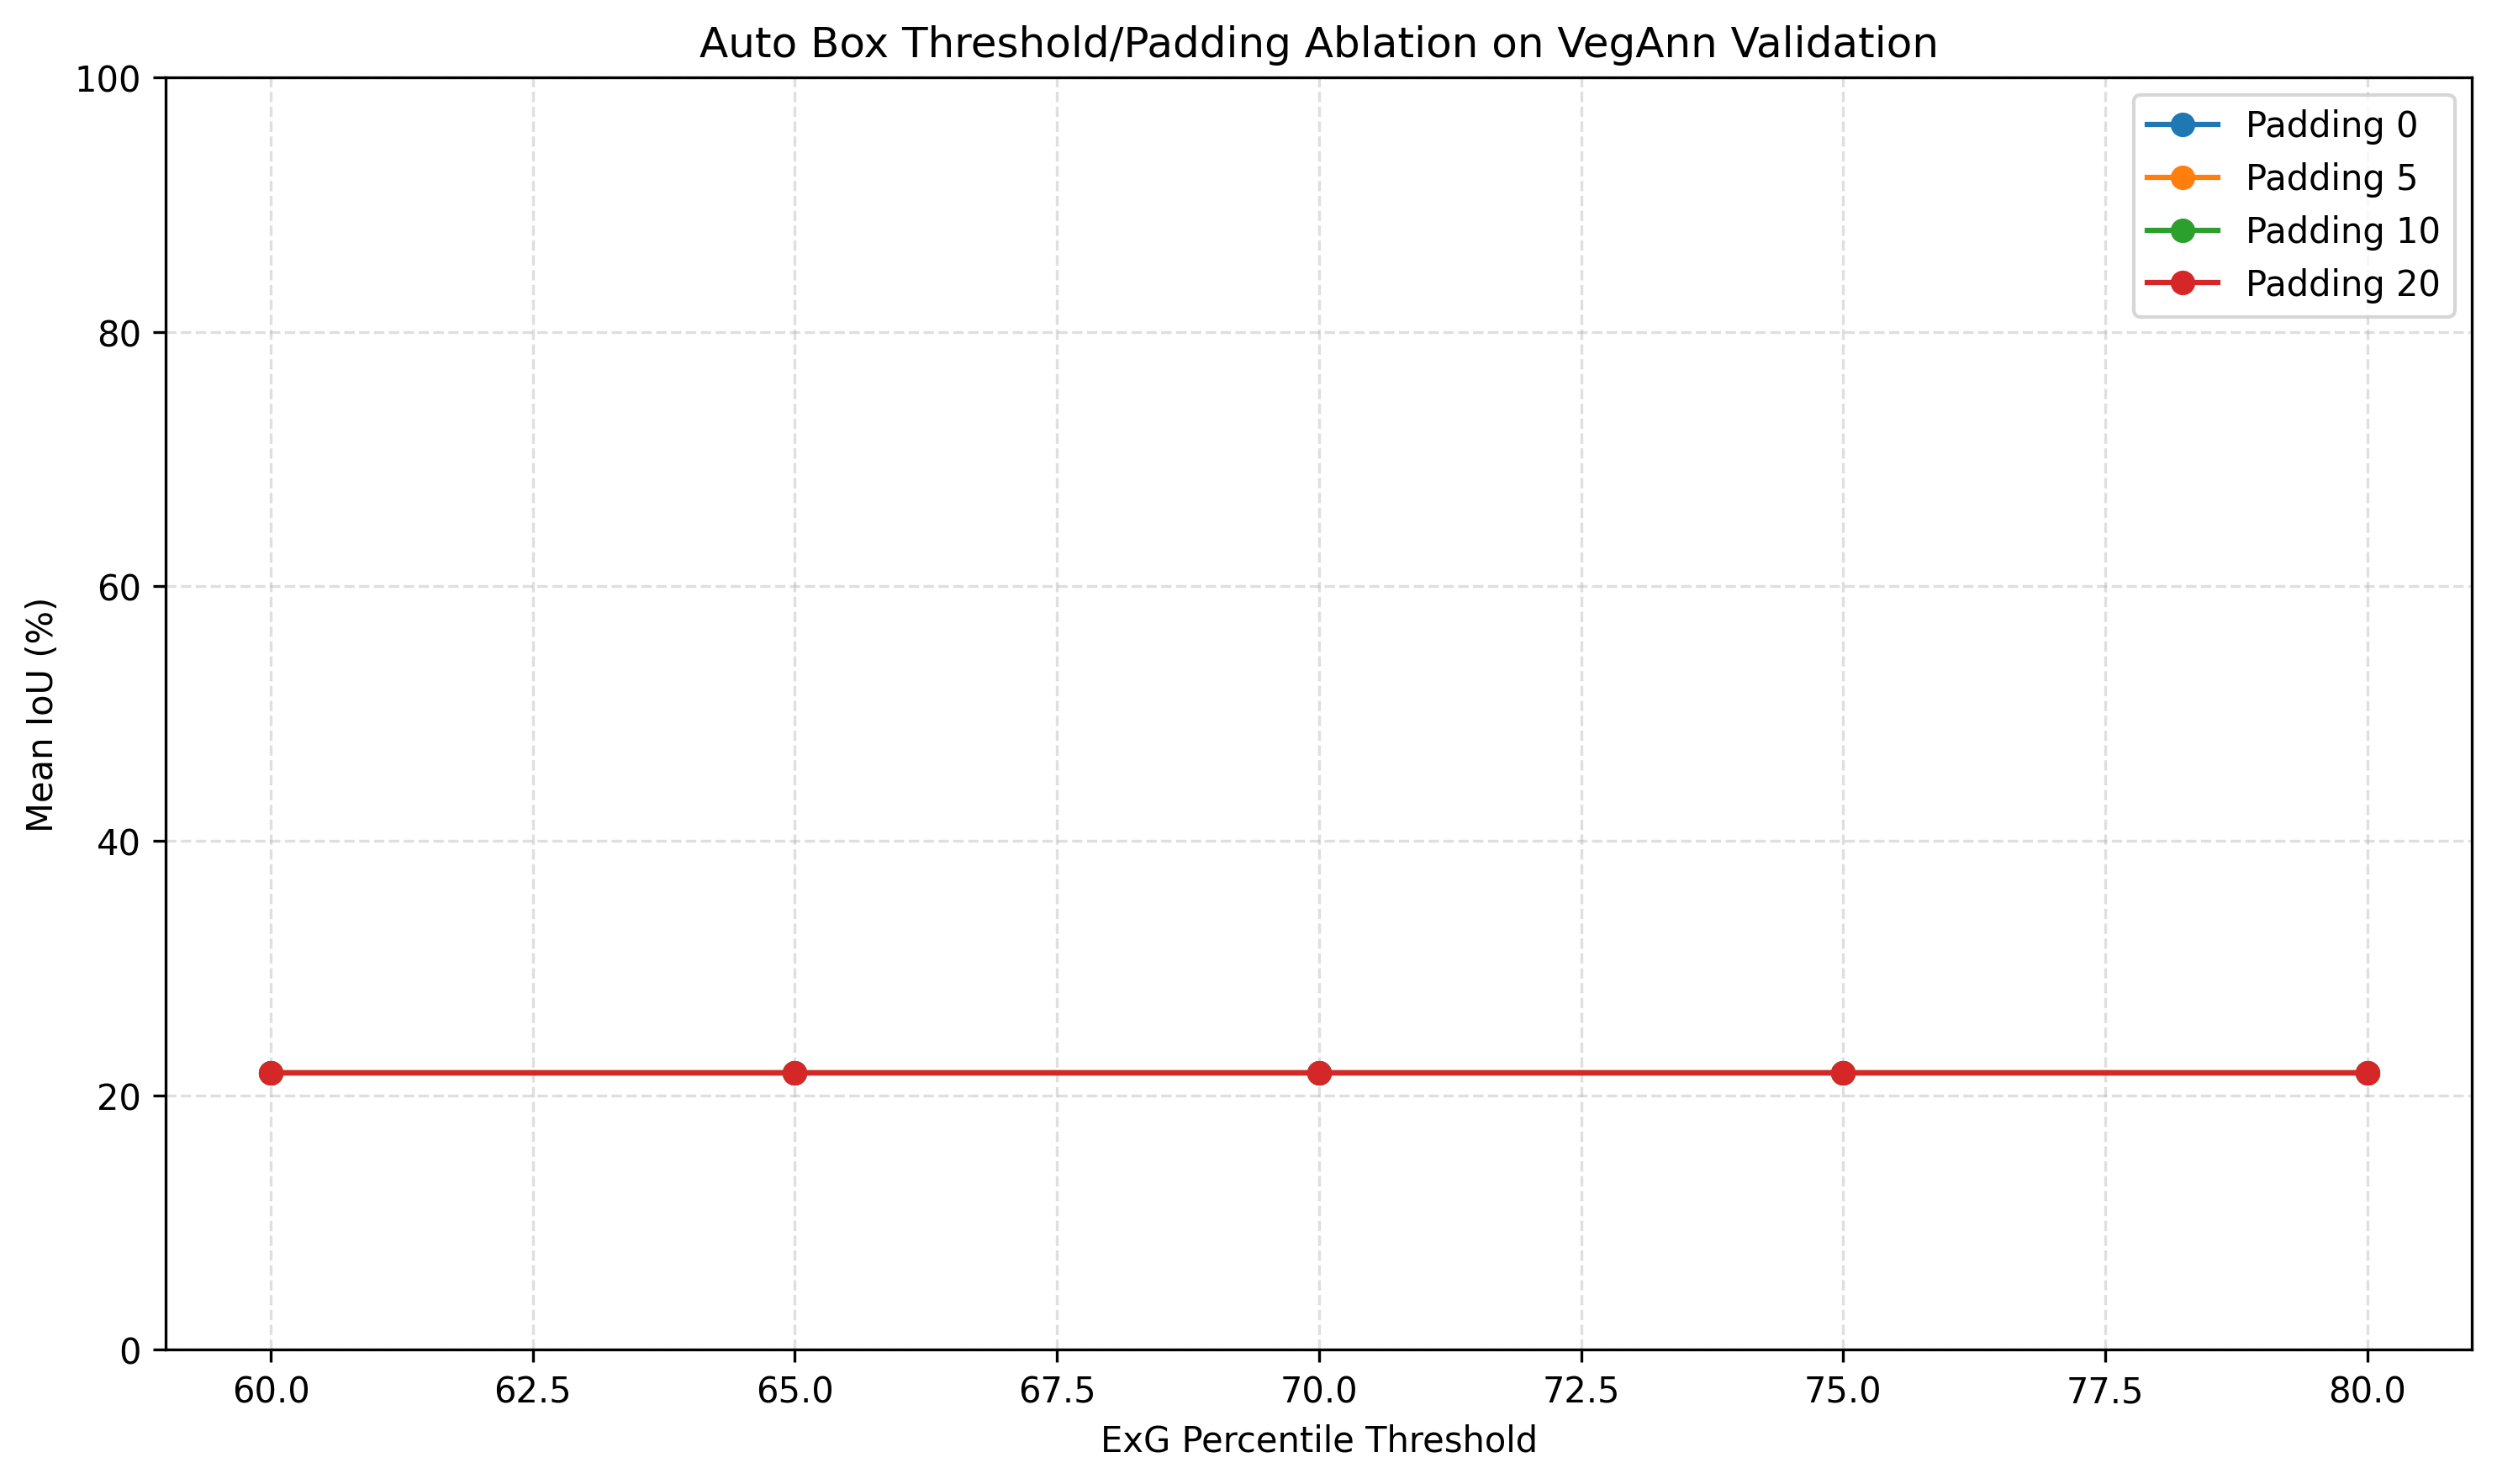 Auto Box Threshold/Padding Ablation on VegAnn Validation
100
80
60
40
20
0
Mean IoU (%)
Padding 0
Padding 5
Padding 10
Padding 20
60.0 62.5 65.0 67.5 70.0 72.5 75.0 77.5 80.0
ExG Percentile Threshold